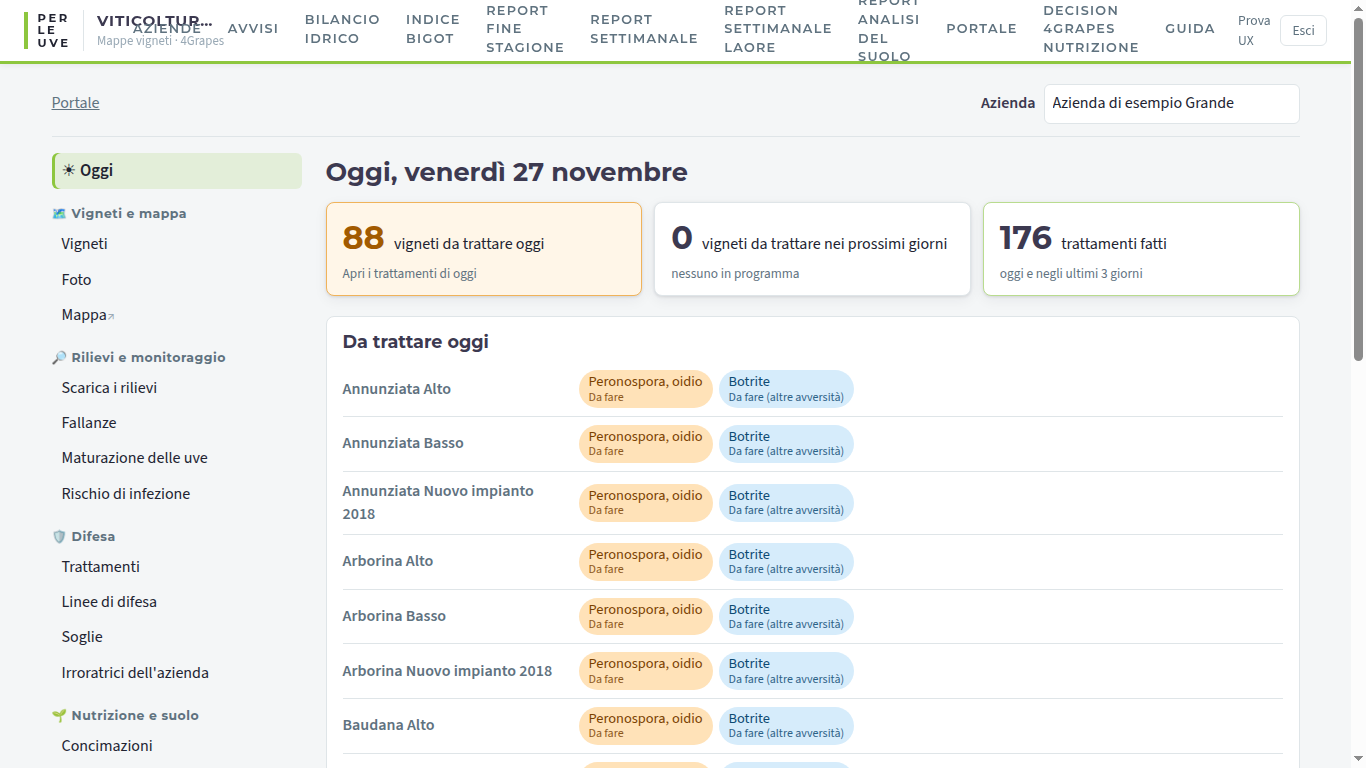 PER
LE
UVE
VITICOLTUR...
Mappe vigneti · 4Grapes
AZIENDE
AVVISI
BILANCIO
IDRICO
INDICE
BIGOT
REPORT
FINE
STAGIONE
REPORT
SETTIMANALE
REPORT
SETTIMANALE
LAORE
REPORT
ANALISI
DEL
SUOLO
PORTALE
DECISION
4GRAPES
NUTRIZIONE
GUIDA
Prova
UX
Esci
Portale
Azienda
Azienda di esempio Grande
☀ Oggi
🗺️ Vigneti e mappa
Vigneti
Foto
Mappa↗
🔎 Rilievi e monitoraggio
Scarica i rilievi
Fallanze
Maturazione delle uve
Rischio di infezione
🛡️ Difesa
Trattamenti
Linee di difesa
Soglie
Irroratrici dell'azienda
🌱 Nutrizione e suolo
Concimazioni
Oggi, venerdì 27 novembre
88 vigneti da trattare oggi
Apri i trattamenti di oggi
0 vigneti da trattare nei prossimi giorni
nessuno in programma
176 trattamenti fatti
oggi e negli ultimi 3 giorni
Da trattare oggi
Annunziata Alto
Peronospora, oidio
Da fare
Botrite
Da fare (altre avversità)
Annunziata Basso
Peronospora, oidio
Da fare
Botrite
Da fare (altre avversità)
Annunziata Nuovo impianto
2018
Peronospora, oidio
Da fare
Botrite
Da fare (altre avversità)
Arborina Alto
Peronospora, oidio
Da fare
Botrite
Da fare (altre avversità)
Arborina Basso
Peronospora, oidio
Da fare
Botrite
Da fare (altre avversità)
Arborina Nuovo impianto 2018
Peronospora, oidio
Da fare
Botrite
Da fare (altre avversità)
Baudana Alto
Peronospora, oidio
Da fare
Botrite
Da fare (altre avversità)